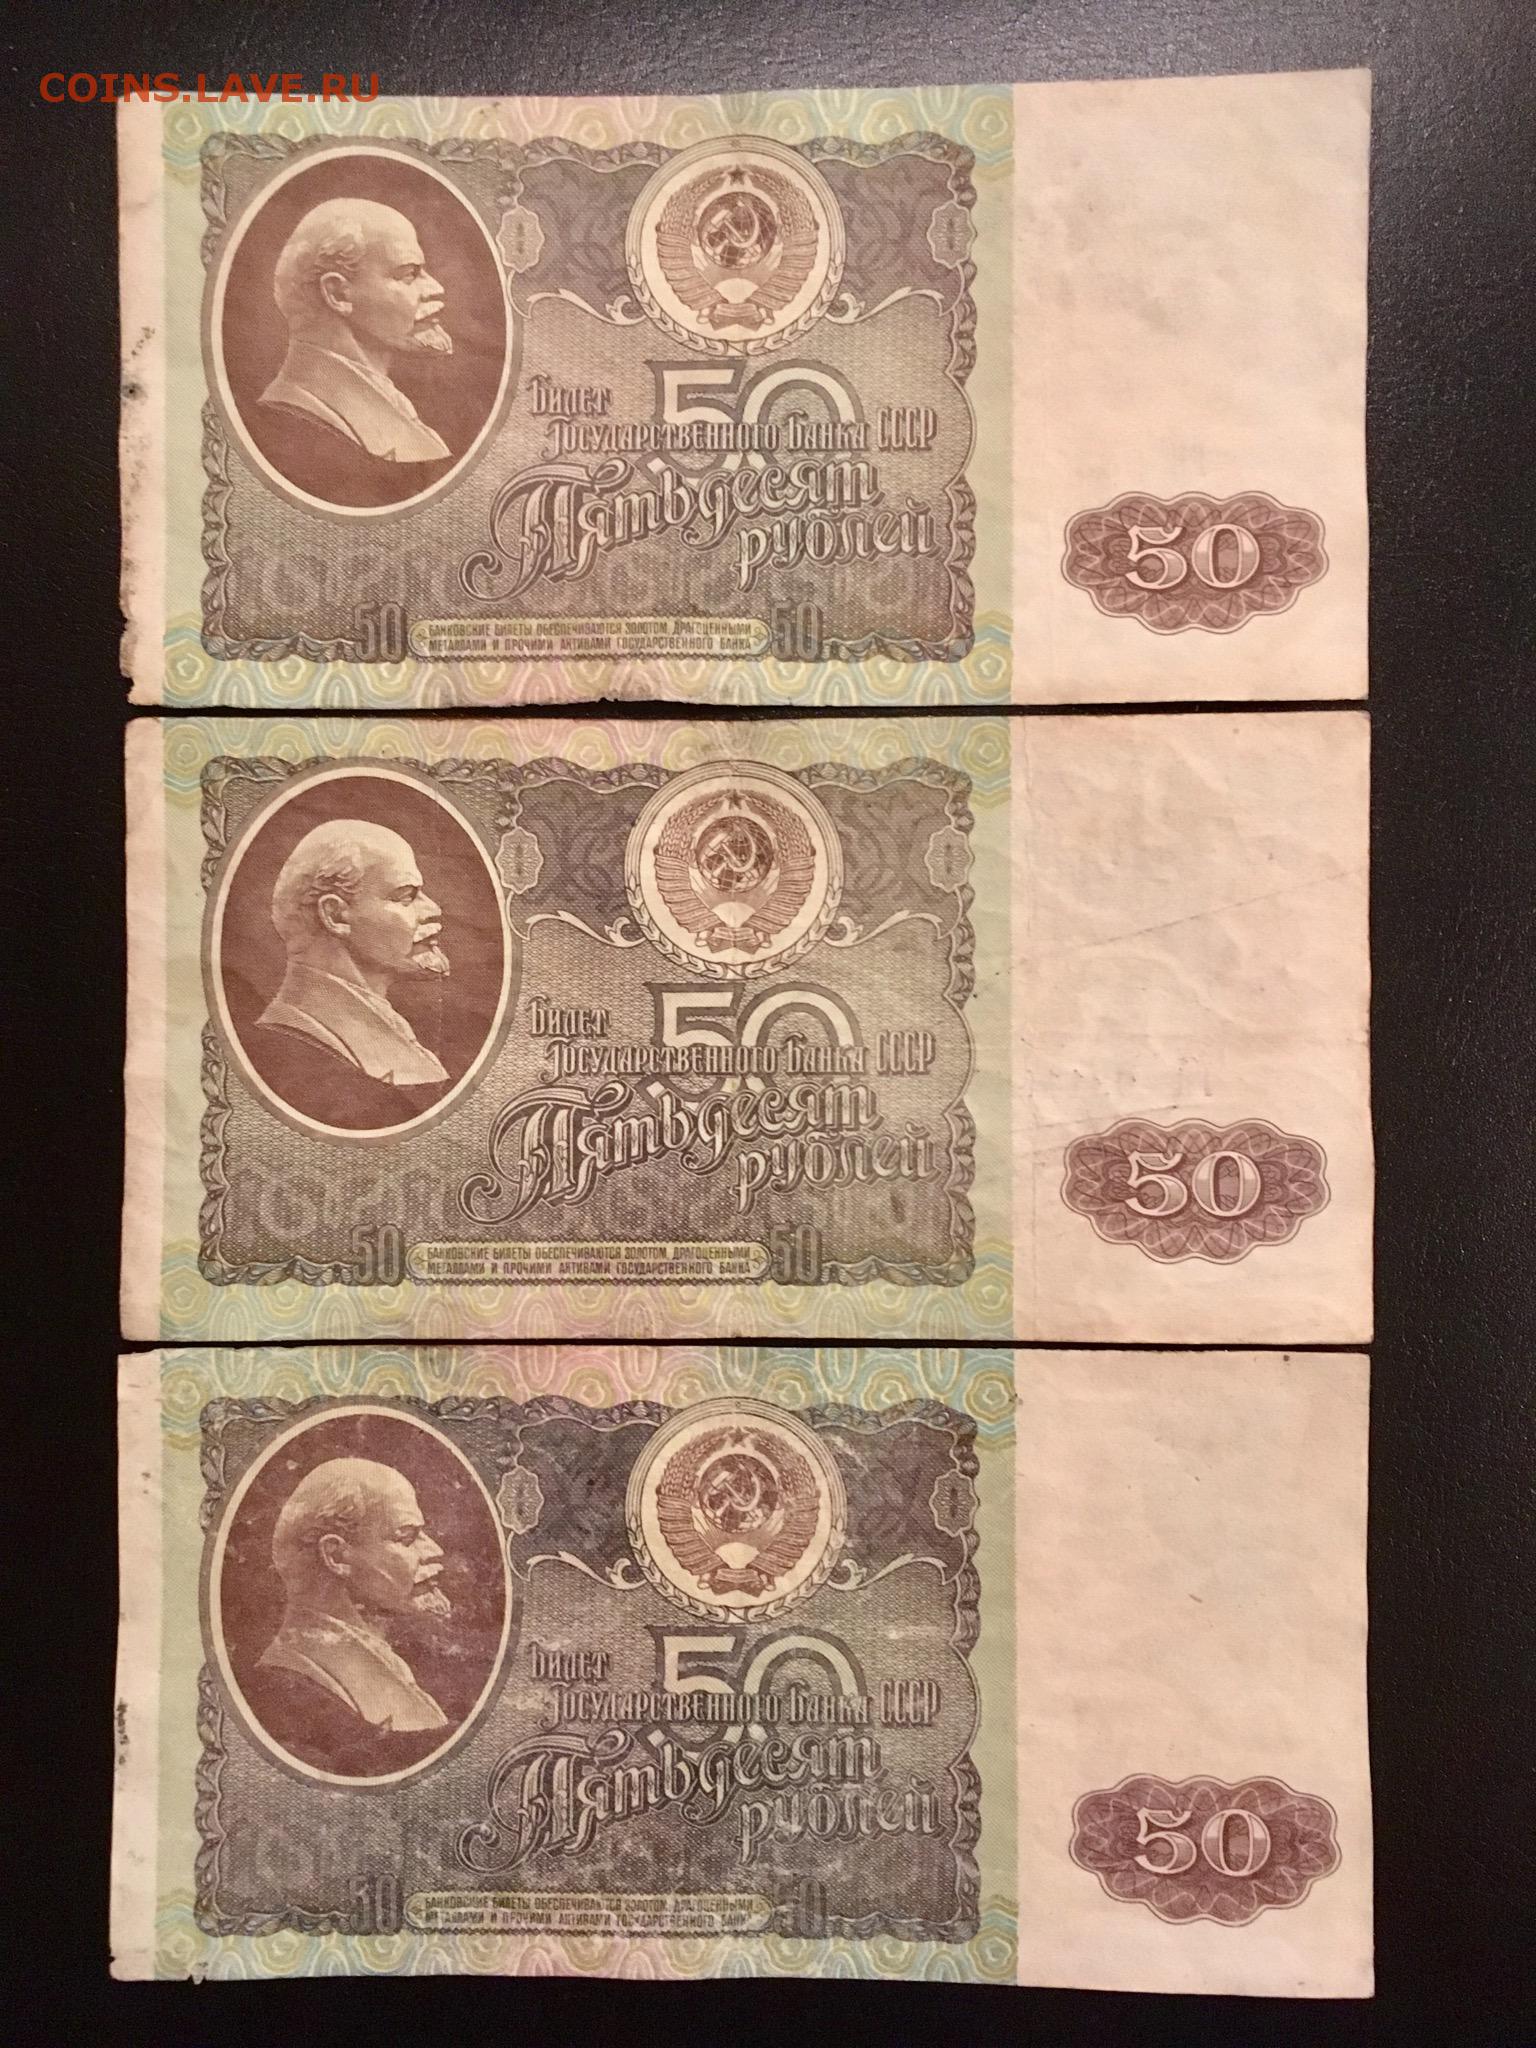 COINS.LAVE.RU
Билет
Государственного Банка СССР
50
Пятьдесят
рублей
50
50 БАНКОВСКИЕ БИЛЕТЫ ОБЕСПЕЧИВАЮТСЯ ЗОЛОТОМ, ДРАГОЦЕННЫМИ 50
МЕТАЛЛАМИ И ПРОЧИМИ АКТИВАМИ ГОСУДАРСТВЕННОГО БАНКА
Билет
Государственного Банка СССР
50
Пятьдесят
рублей
50
50 БАНКОВСКИЕ БИЛЕТЫ ОБЕСПЕЧИВАЮТСЯ ЗОЛОТОМ, ДРАГОЦЕННЫМИ 50
МЕТАЛЛАМИ И ПРОЧИМИ АКТИВАМИ ГОСУДАРСТВЕННОГО БАНКА
Билет
Государственного Банка СССР
50
Пятьдесят
рублей
50
50 БАНКОВСКИЕ БИЛЕТЫ ОБЕСПЕЧИВАЮТСЯ ЗОЛОТОМ, ДРАГОЦЕННЫМИ 50
МЕТАЛЛАМИ И ПРОЧИМИ АКТИВАМИ ГОСУДАРСТВЕННОГО БАНКА